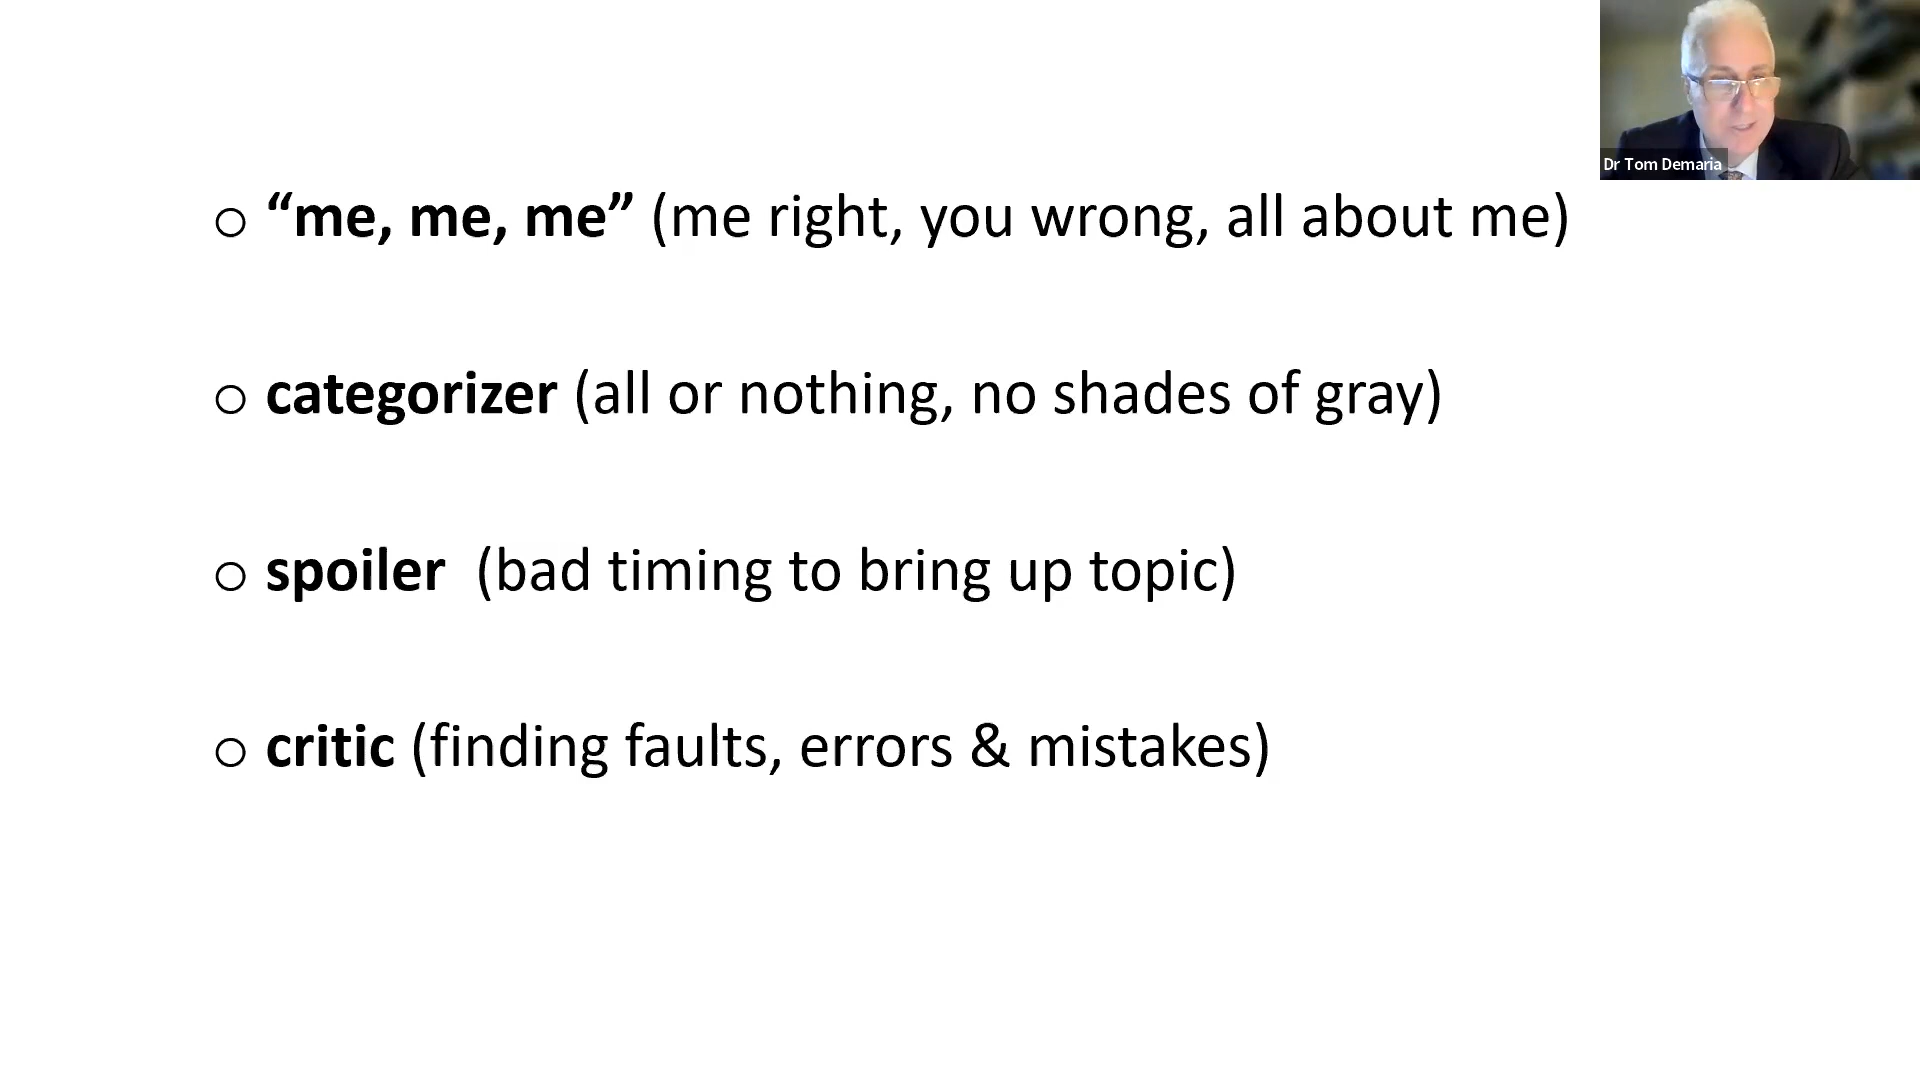 Dr Tom Demaria
o “me, me, me” (me right, you wrong, all about me)
o categorizer (all or nothing, no shades of gray)
o spoiler  (bad timing to bring up topic)
o critic (finding faults, errors & mistakes)